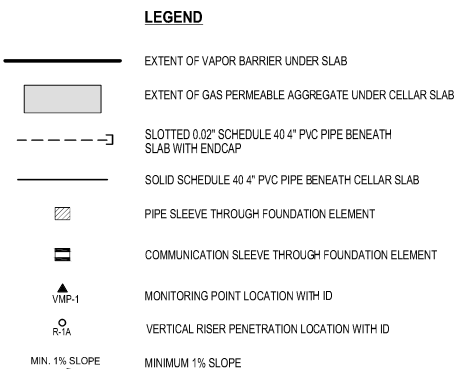 LEGEND
EXTENT OF VAPOR BARRIER UNDER SLAB
EXTENT OF GAS PERMEABLE AGGREGATE UNDER CELLAR SLAB
SLOTTED 0.02" SCHEDULE 40 4" PVC PIPE BENEATH
SLAB WITH ENDCAP
SOLID SCHEDULE 40 4" PVC PIPE BENEATH CELLAR SLAB
PIPE SLEEVE THROUGH FOUNDATION ELEMENT
COMMUNICATION SLEEVE THROUGH FOUNDATION ELEMENT
VMP-1 MONITORING POINT LOCATION WITH ID
R-1A VERTICAL RISER PENETRATION LOCATION WITH ID
MIN. 1% SLOPE MINIMUM 1% SLOPE